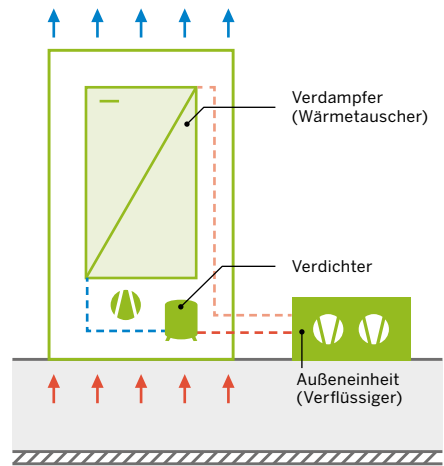 Verdampfer
(Wärmetauscher)
Verdichter
Außeneinheit
(Verflüssiger)